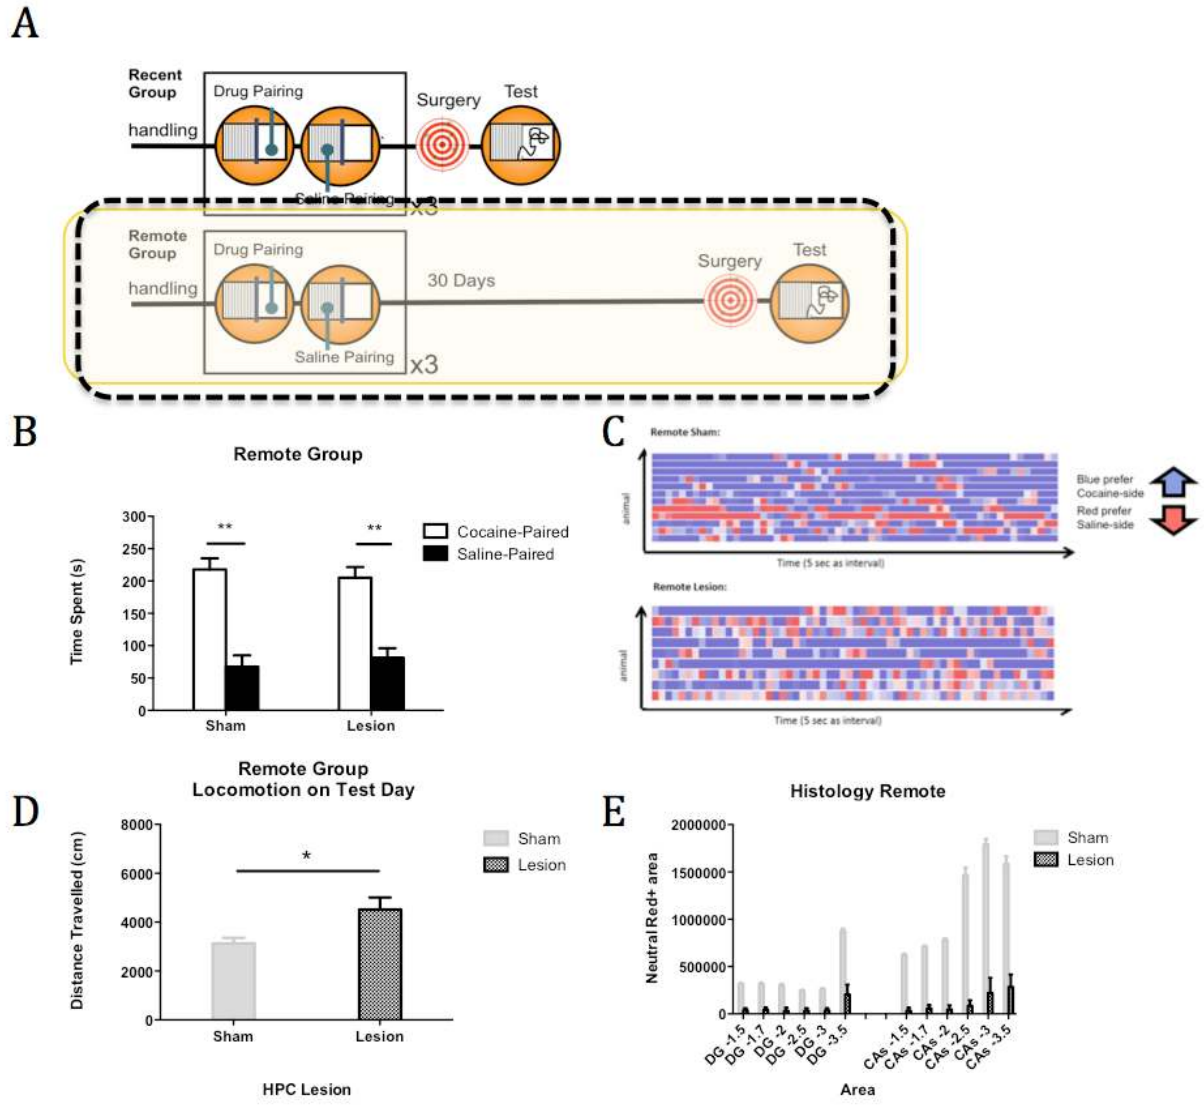 A
Recent
Group
Drug Pairing
handling
Surgery
Test
Saline Pairing
x3
Remote
Group
Drug Pairing
handling
30 Days
Surgery
Test
Saline Pairing
x3
B
Remote Group
Time Spent (s)
300
250
200
150
100
50
0
**
**
Sham
Lesion
Cocaine-Paired
Saline-Paired
C
Remote Sham:
animal
Time (5 sec as interval)
Blue prefer
Cocaine-side
Red prefer
Saline-side
Remote Lesion:
animal
Time (5 sec as interval)
D
Remote Group
Locomotion on Test Day
Distance Travelled (cm)
8000
6000
4000
2000
0
*
Sham
Lesion
HPC Lesion
Sham
Lesion
E
Histology Remote
Neutral Red+ area
2000000
1500000
1000000
500000
0
DG -1.5
DG -1.7
DG -2
DG -2.5
DG -3
DG -3.5
CAs -1.5
CAs -1.7
CAs -2
CAs -2.5
CAs -3
CAs -3.5
Area
Sham
Lesion